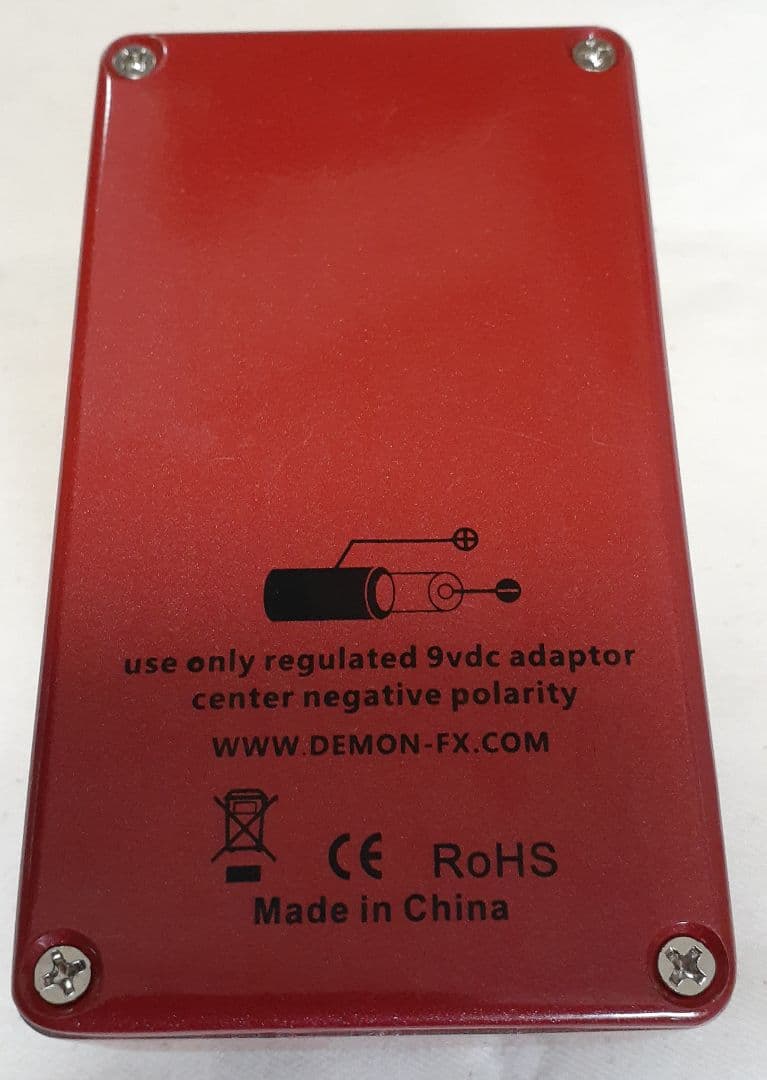 use only regulated 9vdc adaptor
center negative polarity
WWW.DEMON-FX.COM
CE RoHS
Made in China